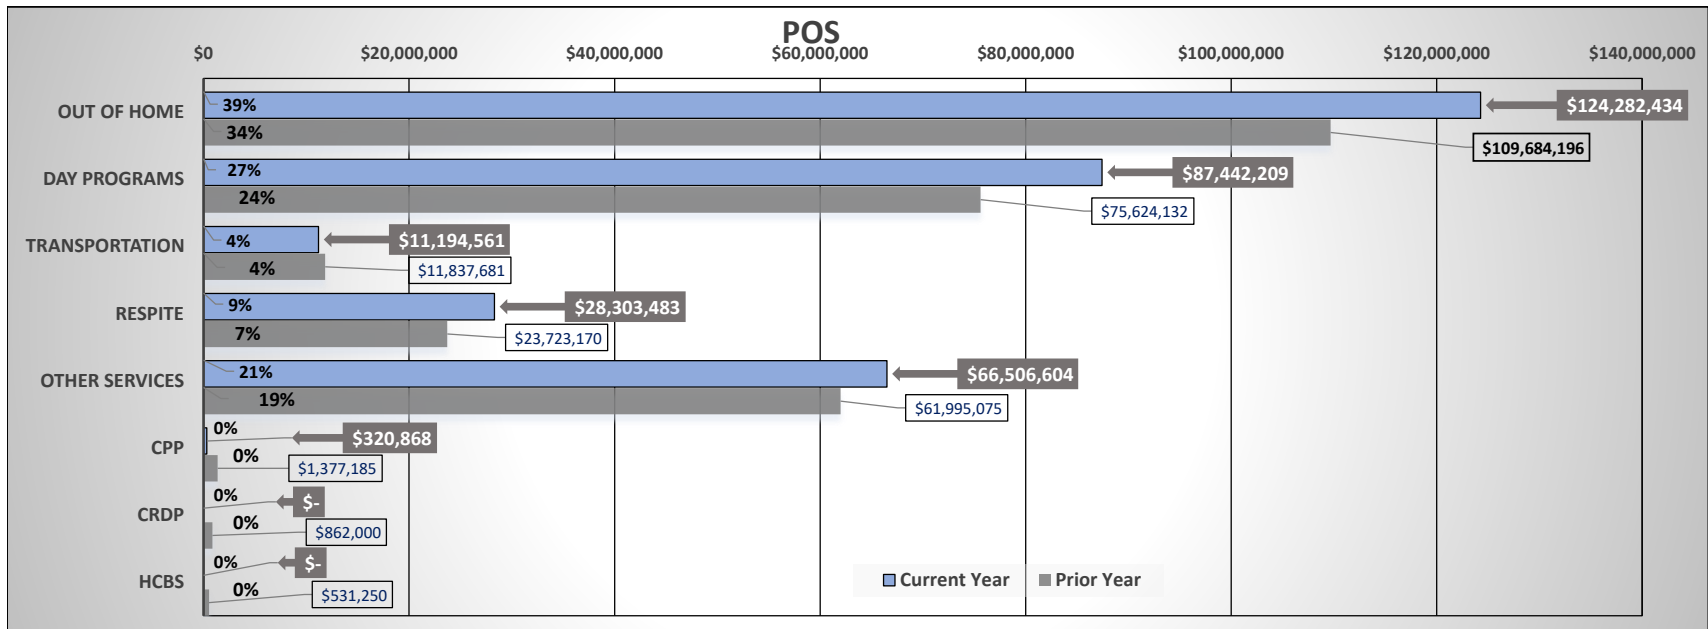 POS
$0 $20,000,000 $40,000,000 $60,000,000 $80,000,000 $100,000,000 $120,000,000 $140,000,000
OUT OF HOME
39%
$124,282,434
34%
$109,684,196
DAY PROGRAMS
27%
$87,442,209
24%
$75,624,132
TRANSPORTATION
4%
$11,194,561
4%
$11,837,681
RESPITE
9%
$28,303,483
7%
$23,723,170
OTHER SERVICES
21%
$66,506,604
19%
$61,995,075
CPP
0%
$320,868
0%
$1,377,185
CRDP
0%
$-
0%
$862,000
HCBS
0%
$-
0%
$531,250
Current Year Prior Year